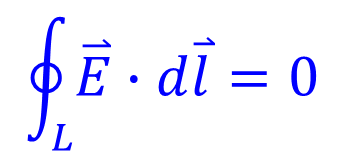 ∮_L E⃗ · dl⃗ = 0